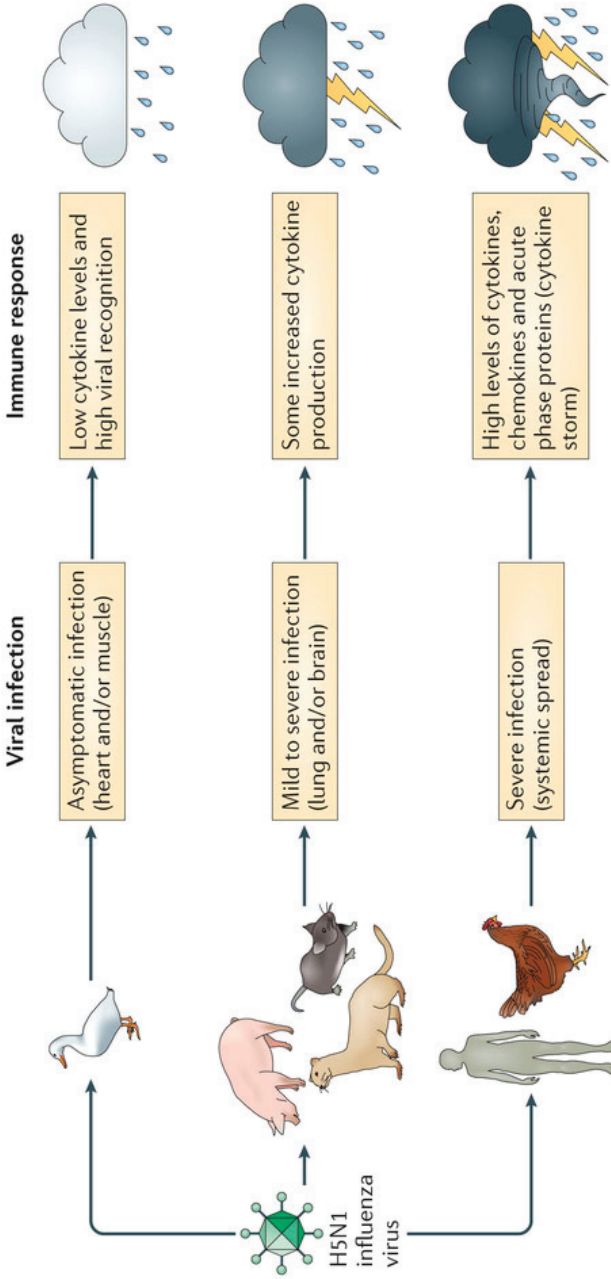 Viral infection
Immune response
H5N1
influenza
virus
Asymptomatic infection
(heart and/or muscle)
Low cytokine levels and
high viral recognition
Mild to severe infection
(lung and/or brain)
Some increased cytokine
production
Severe infection
(systemic spread)
High levels of cytokines,
chemokines and acute
phase proteins (cytokine
storm)